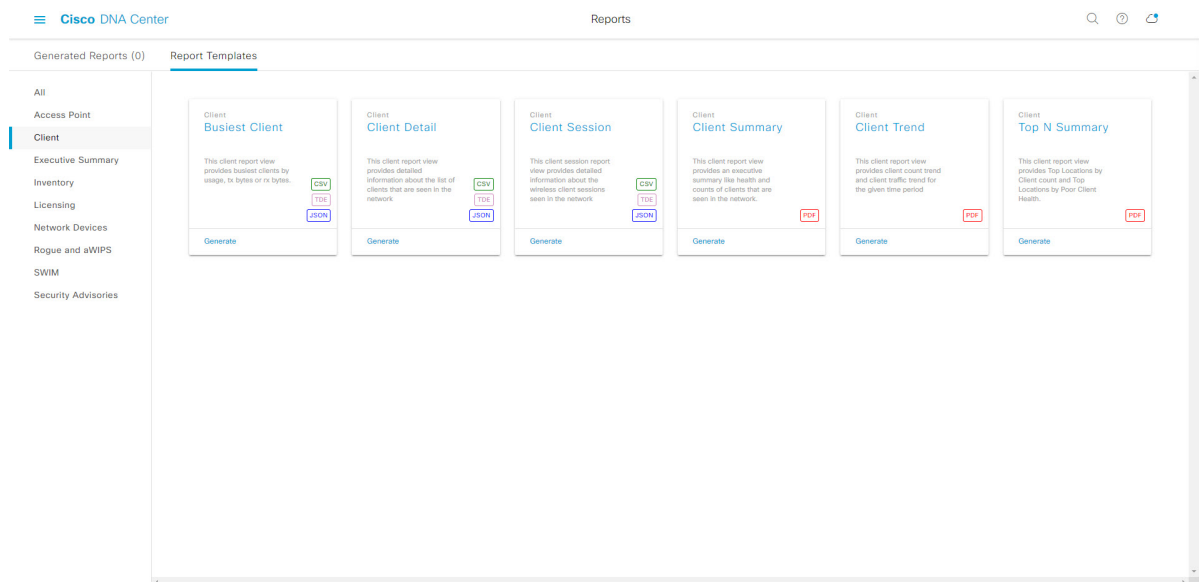 Cisco DNA Center
Reports
Generated Reports (0)
Report Templates
All
Access Point
Client
Executive Summary
Inventory
Licensing
Network Devices
Rogue and aWIPS
SWIM
Security Advisories
Client
Busiest Client
This client report view
provides busiest clients by
usage, tx bytes or rx bytes.
CSV
TDE
JSON
Generate
Client
Client Detail
This client report view
provides detailed
information about the list of
clients that are seen in the
network
CSV
TDE
JSON
Generate
Client
Client Session
This client session report
view provides detailed
information about the
wireless client sessions
seen in the network
CSV
TDE
JSON
Generate
Client
Client Summary
This client report view
provides an executive
summary like health and
counts of clients that are
seen in the network.
PDF
Generate
Client
Client Trend
This client report view
provides client count trend
and client traffic trend for
the given time period
PDF
Generate
Client
Top N Summary
This client report view
provides Top Locations by
Client count and Top
Locations by Poor Client
Health.
PDF
Generate